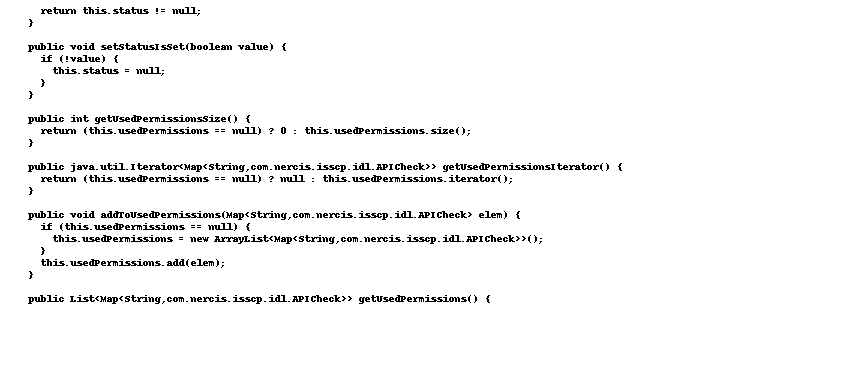 return this.status != null;
}
public void setStatusIsSet(boolean value) {
if (!value) {
this.status = null;
}
}
public int getUsedPermissionsSize() {
return (this.usedPermissions == null) ? 0 : this.usedPermissions.size();
}
public java.util.Iterator<Map<String,com.nercis.isscp.idl.APICheck>> getUsedPermissionsIterator() {
return (this.usedPermissions == null) ? null : this.usedPermissions.iterator();
}
public void addToUsedPermissions(Map<String,com.nercis.isscp.idl.APICheck> elem) {
if (this.usedPermissions == null) {
this.usedPermissions = new ArrayList<Map<String,com.nercis.isscp.idl.APICheck>>();
}
this.usedPermissions.add(elem);
}
public List<Map<String,com.nercis.isscp.idl.APICheck>> getUsedPermissions() {